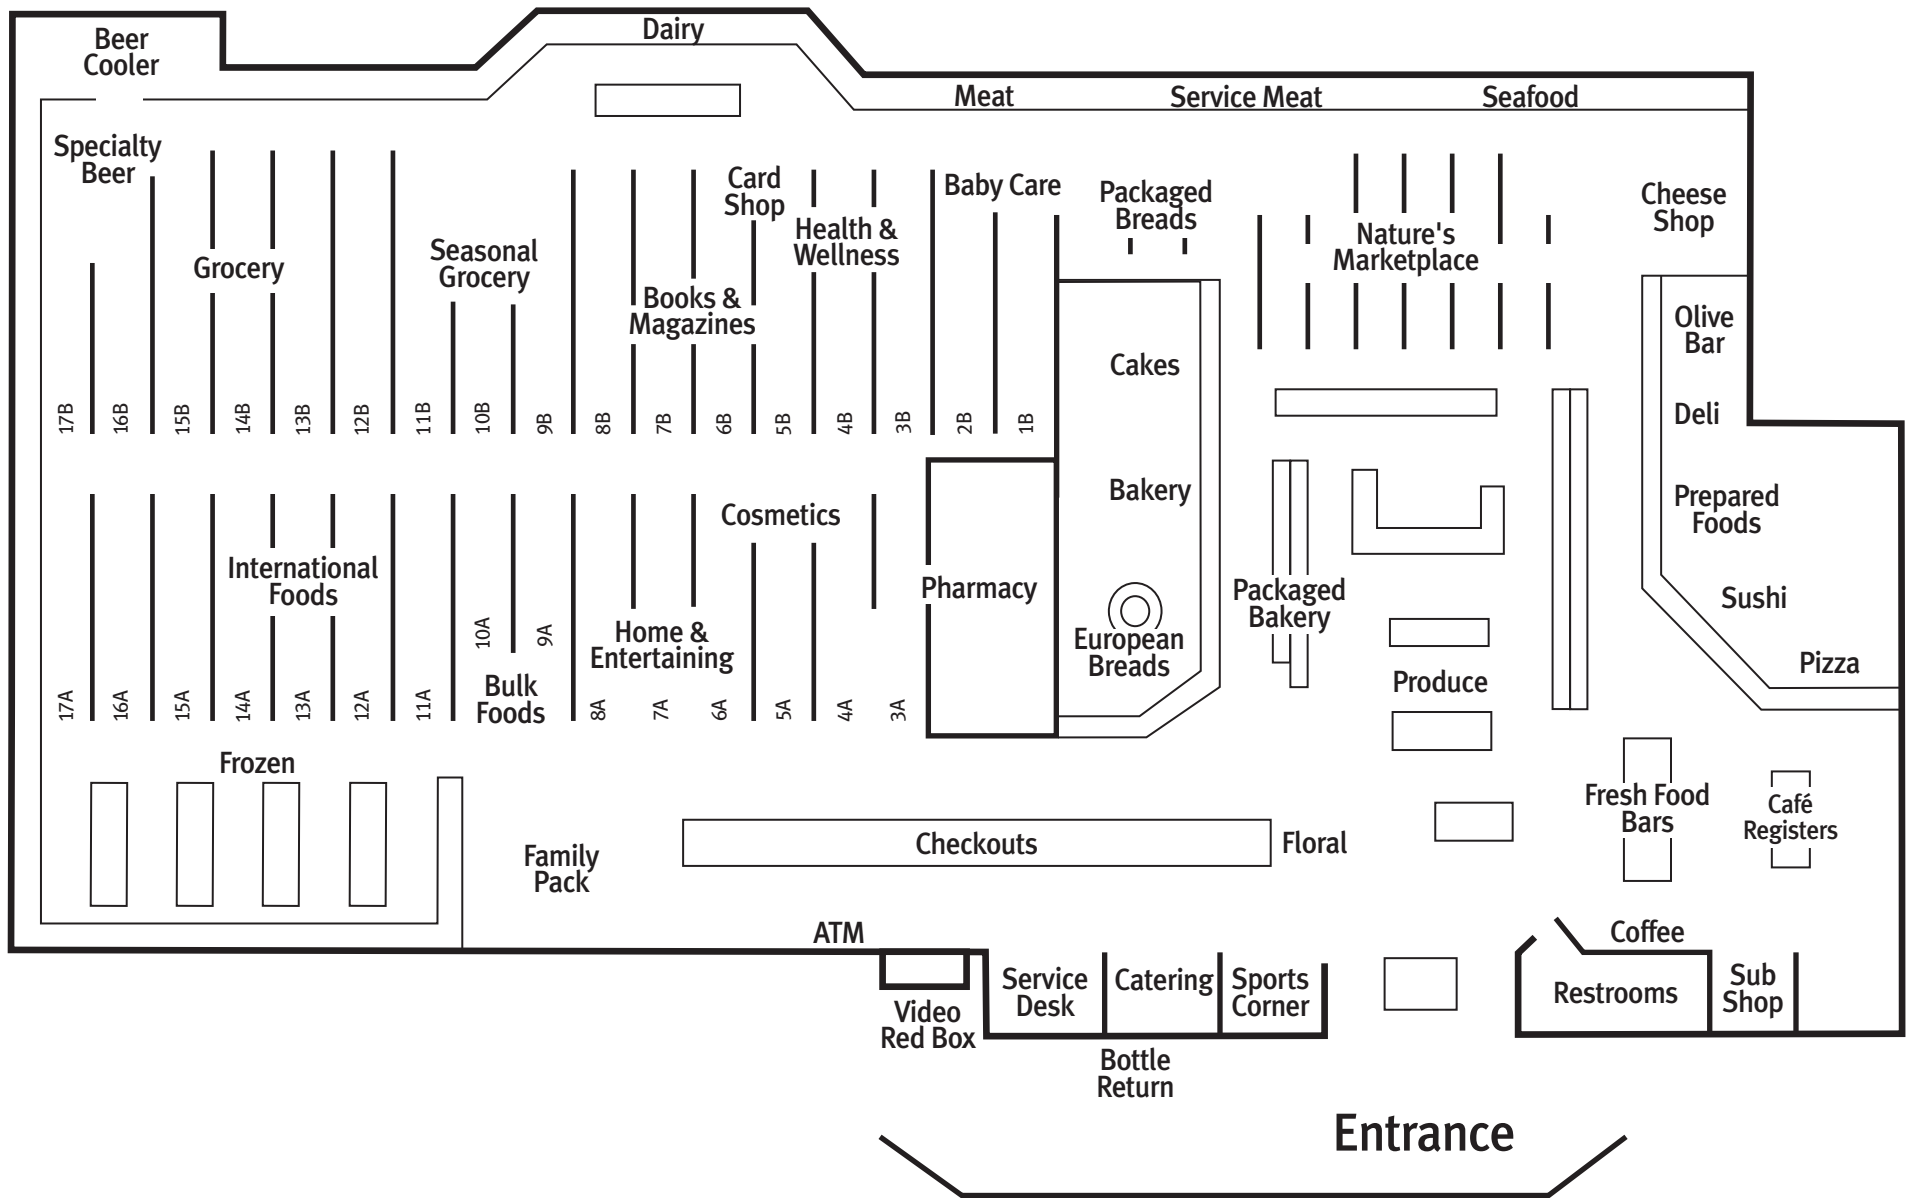 Beer
Cooler
Dairy
Meat
Service Meat
Seafood
Specialty
Beer
Card
Shop
Baby Care
Packaged
Breads
Cheese
Shop
Health &
Wellness
Nature's
Marketplace
Grocery
Seasonal
Grocery
Books &
Magazines
Olive
Bar
Cakes
Deli
17B
16B
15B
14B
13B
12B
11B
10B
9B
8B
7B
6B
5B
4B
3B
2B
1B
Bakery
Prepared
Foods
Cosmetics
International
Foods
Pharmacy
Packaged
Bakery
Sushi
Home &
Entertaining
European
Breads
Pizza
10A
9A
Produce
Bulk
Foods
17A
16A
15A
14A
13A
12A
11A
8A
7A
6A
5A
4A
3A
Frozen
Fresh Food
Bars
Café
Registers
Family
Pack
Checkouts
Floral
ATM
Coffee
Service
Desk
Catering
Sports
Corner
Restrooms
Sub
Shop
Video
Red Box
Bottle
Return
Entrance